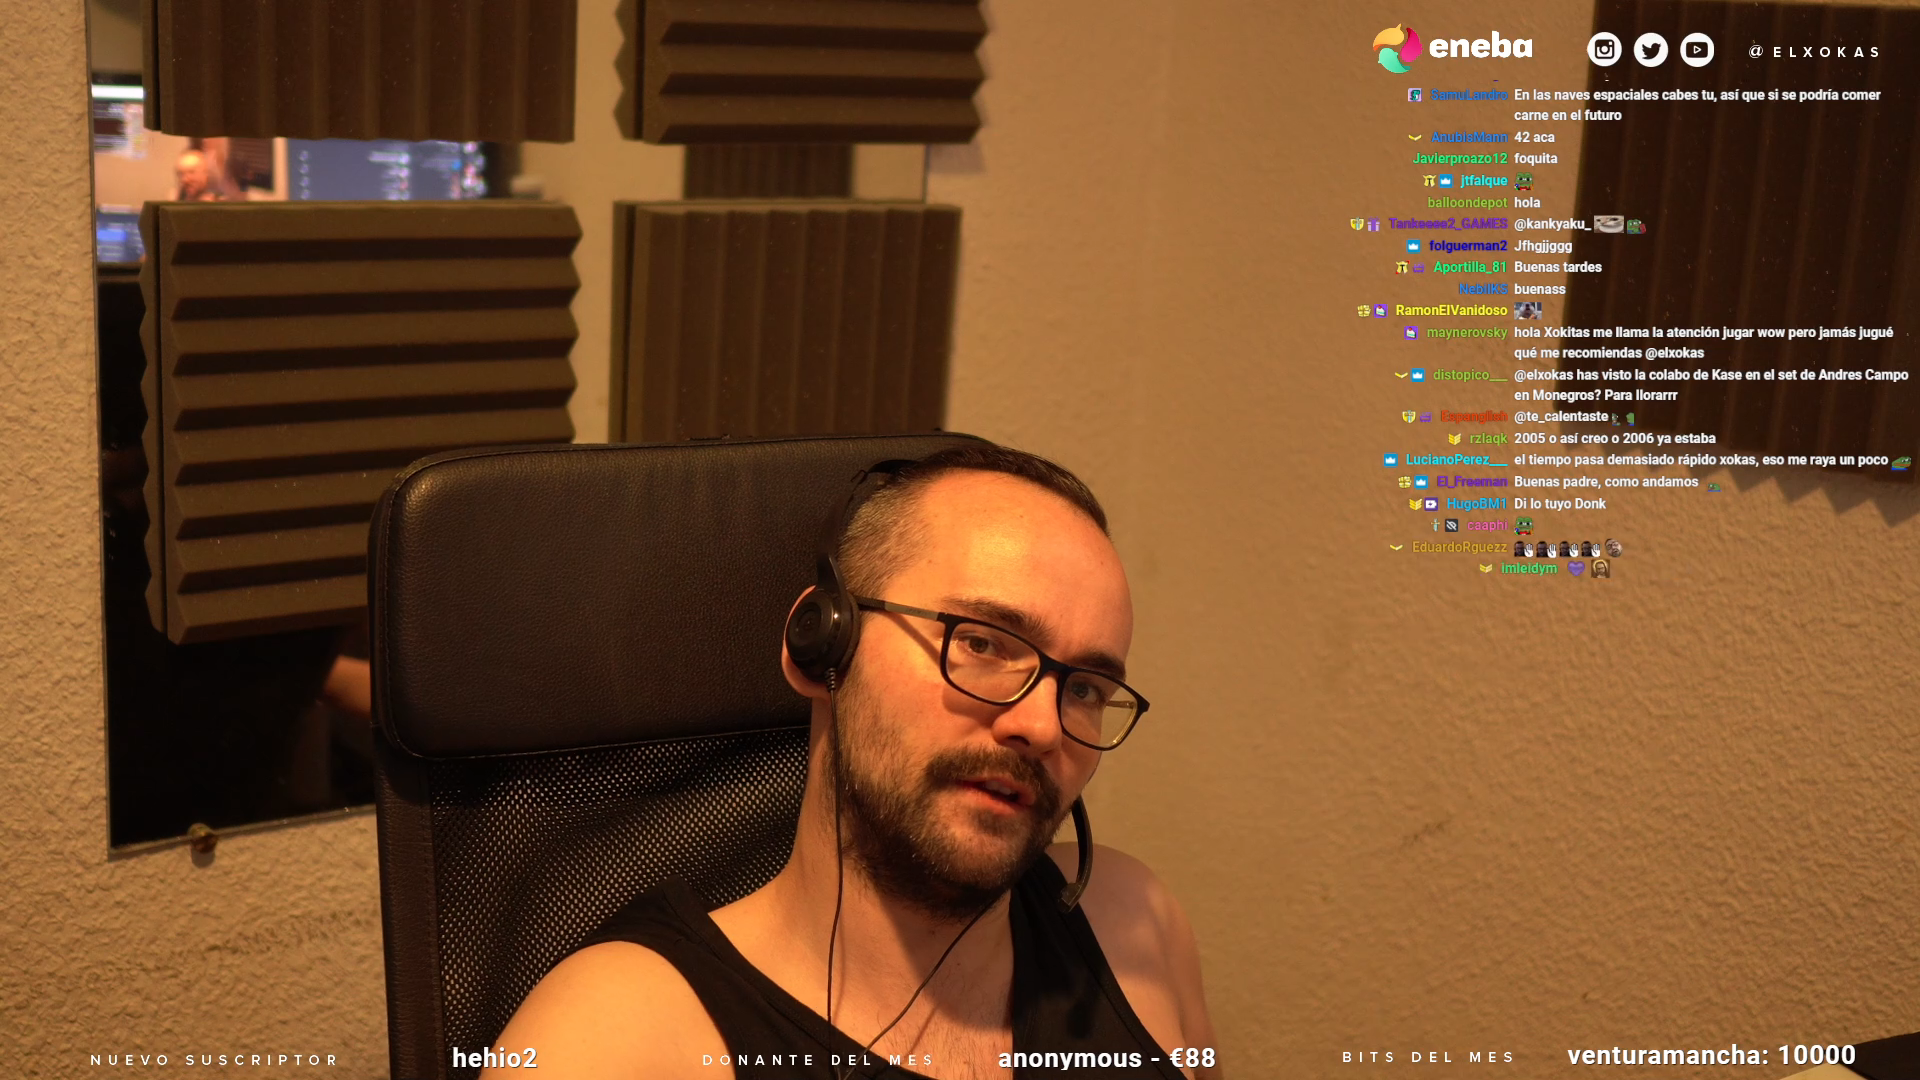 eneba
@ELXOKAS
SamuLandro En las naves espaciales cabes tu, así que si se podría comer
carne en el futuro
AnubisMann 42 aca
Javierproazo12 foquita
jtfalque
balloondepot hola
Tankeeee2_GAMES @kankyaku_
folguerman2 Jfhgjjggg
Aportilla_81 Buenas tardes
NebilKS buenass
RamonElVanidoso
maynerovsky hola Xokitas me llama la atención jugar wow pero jamás jugué
qué me recomiendas @elxokas
distopico___ @elxokas has visto la colabo de Kase en el set de Andres Campo
en Monegros? Para llorarrr
Espanglish @te_calentaste
rzlaqk 2005 o así creo o 2006 ya estaba
LucianoPerez___ el tiempo pasa demasiado rápido xokas, eso me raya un poco
El_Freeman Buenas padre, como andamos
HugoBM1 Di lo tuyo Donk
caaphi
EduardoRguezz
imleidym
NUEVO SUSCRIPTOR hehio2 DONANTE DEL MES anonymous - €88 BITS DEL MES venturamancha: 10000